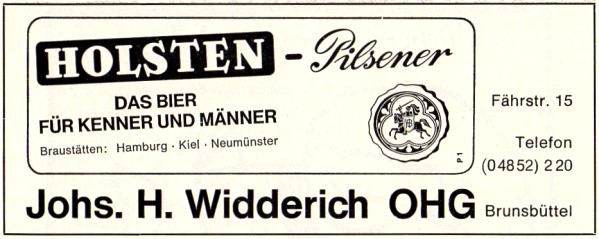 HOLSTEN - Pilsener
DAS BIER
FÜR KENNER UND MÄNNER
Braustätten: Hamburg · Kiel · Neumünster
P1
Fährstr. 15
Telefon
(04852) 220
Johs. H. Widderich OHG Brunsbüttel